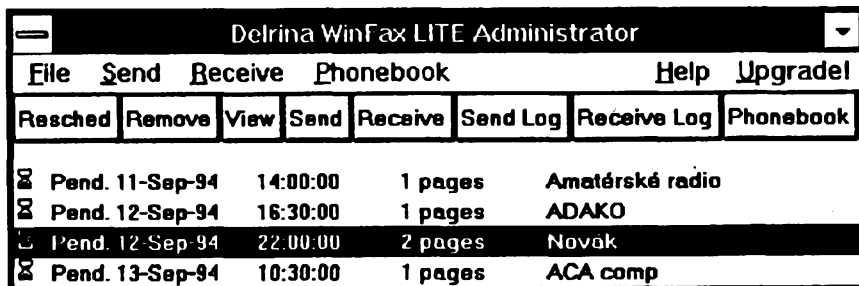 Delrina WinFax LITE Administrator
File Send Receive Phonebook Help Upgrade!
Resched Remove View Send Receive Send Log Receive Log Phonebook
Pend. 11-Sep-94 14:00:00 1 pages Amatérské radio
Pend. 12-Sep-94 16:30:00 1 pages ADAKO
Pend. 12-Sep-94 22:00:00 2 pages Novák
Pend. 13-Sep-94 10:30:00 1 pages ACA comp